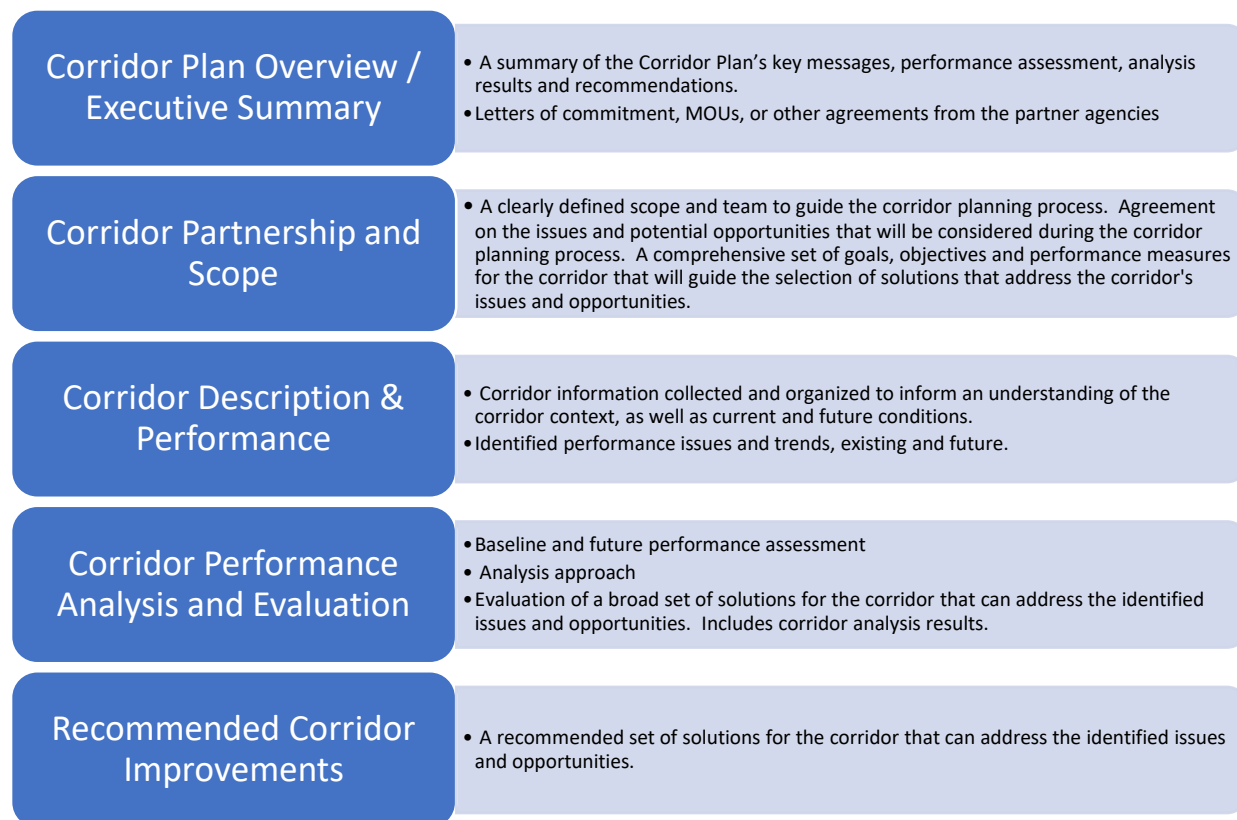 Corridor Plan Overview /
Executive Summary
• A summary of the Corridor Plan’s key messages, performance assessment, analysis
results and recommendations.
•Letters of commitment, MOUs, or other agreements from the partner agencies
Corridor Partnership and
Scope
• A clearly defined scope and team to guide the corridor planning process.  Agreement
on the issues and potential opportunities that will be considered during the corridor
planning process.  A comprehensive set of goals, objectives and performance measures
for the corridor that will guide the selection of solutions that address the corridor's
issues and opportunities.
Corridor Description &
Performance
• Corridor information collected and organized to inform an understanding of the
corridor context, as well as current and future conditions.
•Identified performance issues and trends, existing and future.
Corridor Performance
Analysis and Evaluation
•Baseline and future performance assessment
• Analysis approach
•Evaluation of a broad set of solutions for the corridor that can address the identified
issues and opportunities.  Includes corridor analysis results.
Recommended Corridor
Improvements
• A recommended set of solutions for the corridor that can address the identified issues
and opportunities.